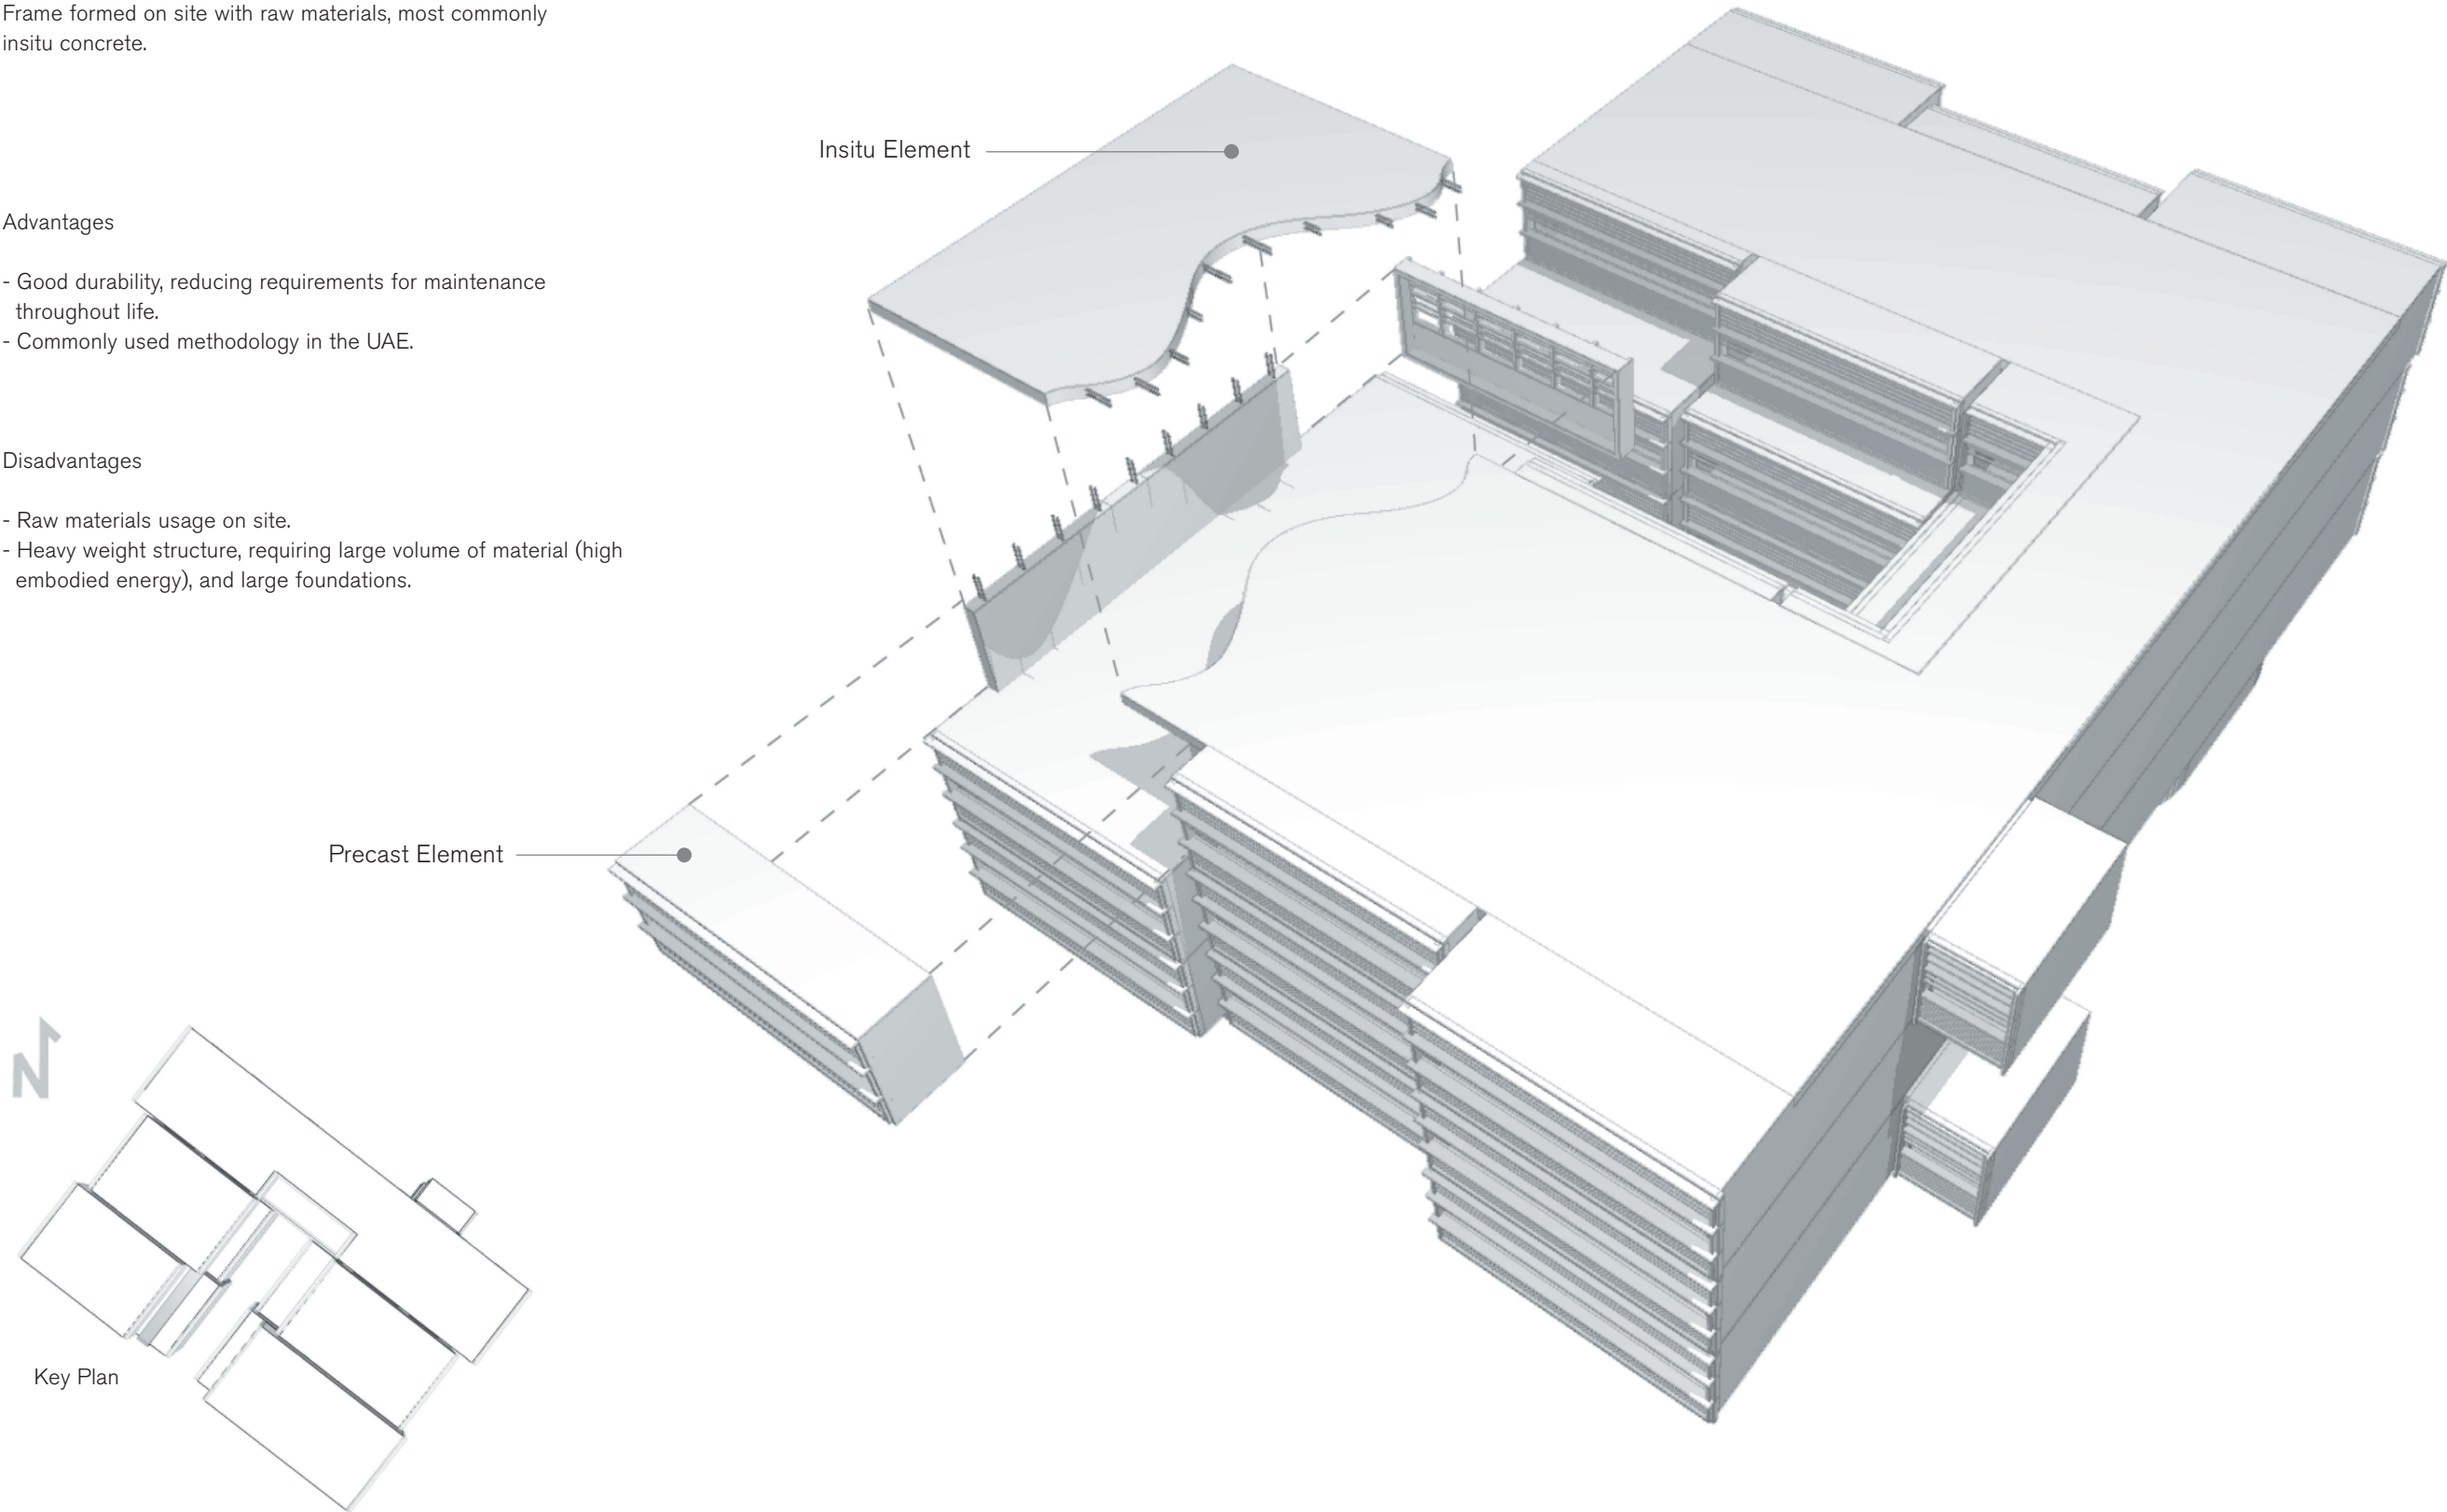 Frame formed on site with raw materials, most commonly
insitu concrete.
Insitu Element
Advantages
- Good durability, reducing requirements for maintenance
throughout life.
- Commonly used methodology in the UAE.
Disadvantages
- Raw materials usage on site.
- Heavy weight structure, requiring large volume of material (high
embodied energy), and large foundations.
Precast Element
N
Key Plan